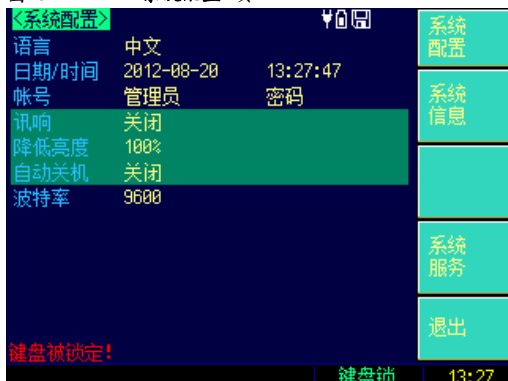 <系统配置>
语言 中文
日期/时间 2012-08-20 13:27:47
帐号 管理员 密码
讯响 关闭
降低亮度 100%
自动关机 关闭
波特率 9600
键盘被锁定!
系统
配置
系统
信息
系统
服务
退出
键盘锁 13:27